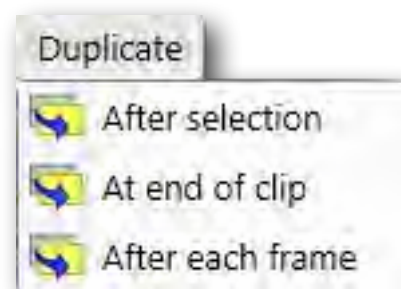 Duplicate
After selection
At end of clip
After each frame